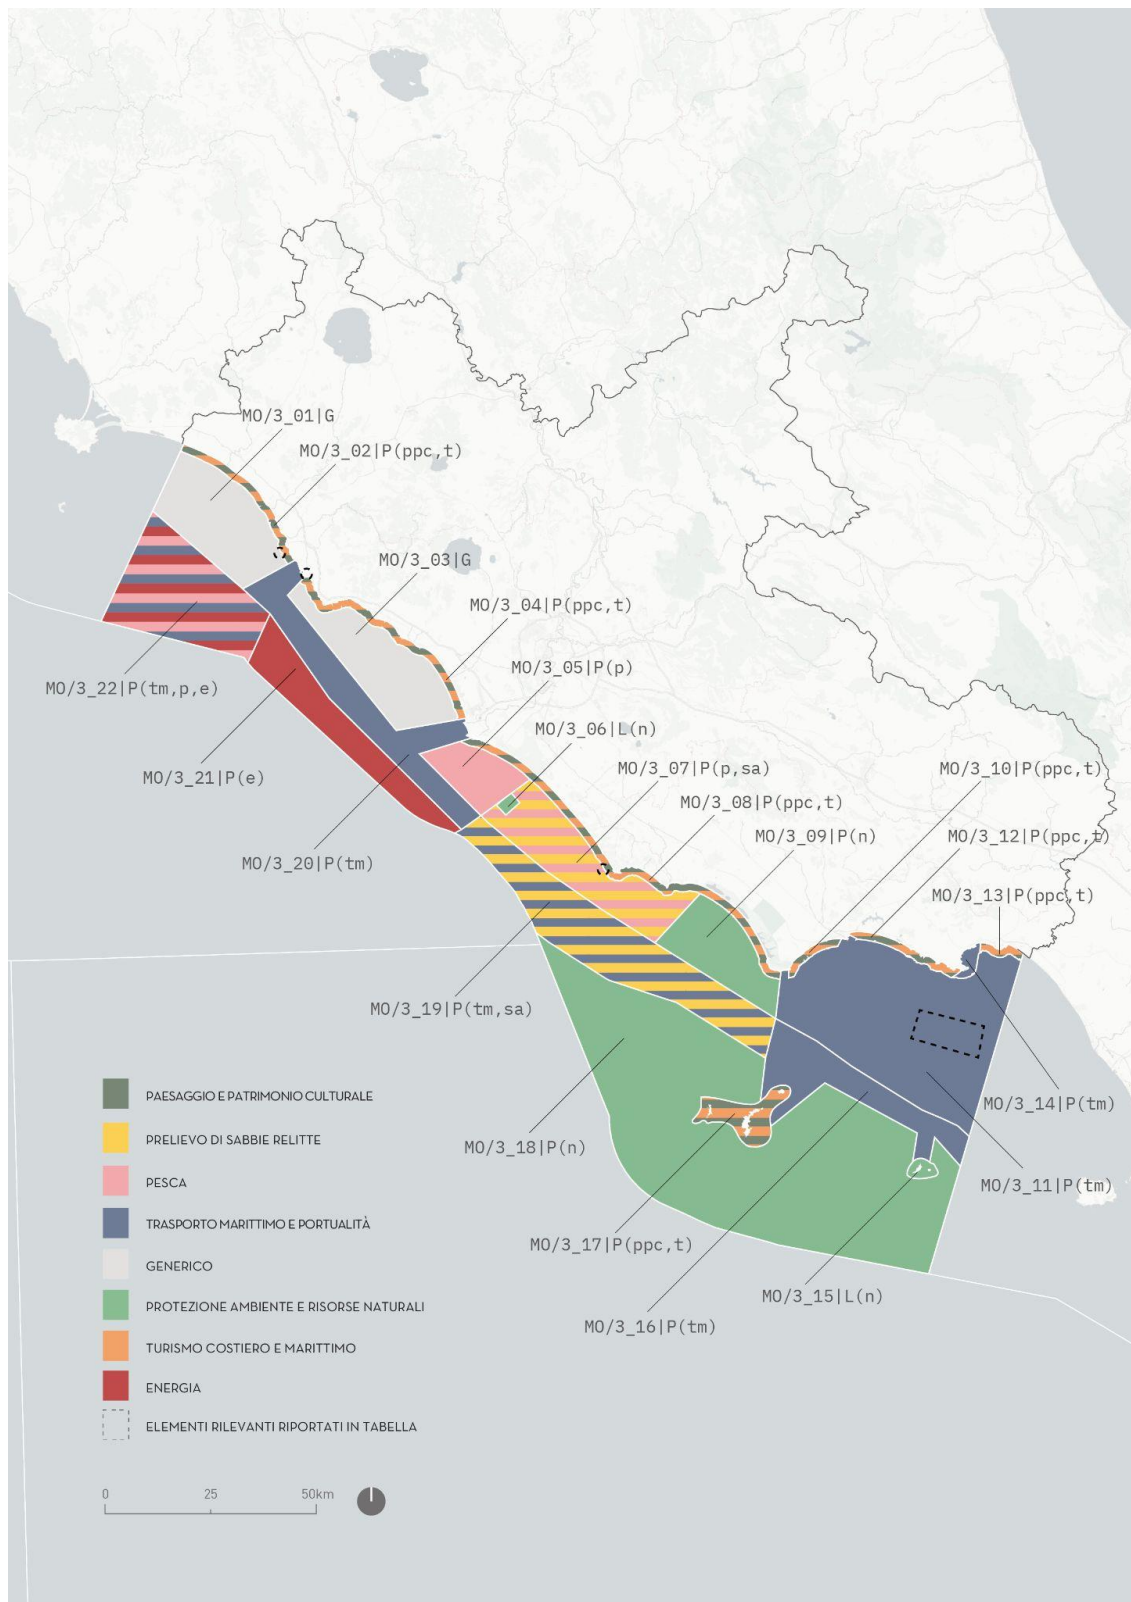 MO/3_01|G
MO/3_02|P(ppc,t)
MO/3_03|G
MO/3_04|P(ppc,t)
MO/3_05|P(p)
MO/3_22|P(tm,p,e)
MO/3_06|L(n)
MO/3_07|P(p,sa)
MO/3_10|P(ppc,t)
MO/3_21|P(e)
MO/3_08|P(ppc,t)
MO/3_09|P(n)
MO/3_12|P(ppc,t)
MO/3_20|P(tm)
MO/3_13|P(ppc,t)
MO/3_19|P(tm,sa)
PAESAGGIO E PATRIMONIO CULTURALE
MO/3_14|P(tm)
PRELIEVO DI SABBIE RELITTE
MO/3_18|P(n)
PESCA
MO/3_11|P(tm)
TRASPORTO MARITTIMO E PORTUALITÀ
MO/3_17|P(ppc,t)
GENERICO
MO/3_15|L(n)
PROTEZIONE AMBIENTE E RISORSE NATURALI
MO/3_16|P(tm)
TURISMO COSTIERO E MARITTIMO
ENERGIA
ELEMENTI RILEVANTI RIPORTATI IN TABELLA
0 25 50km